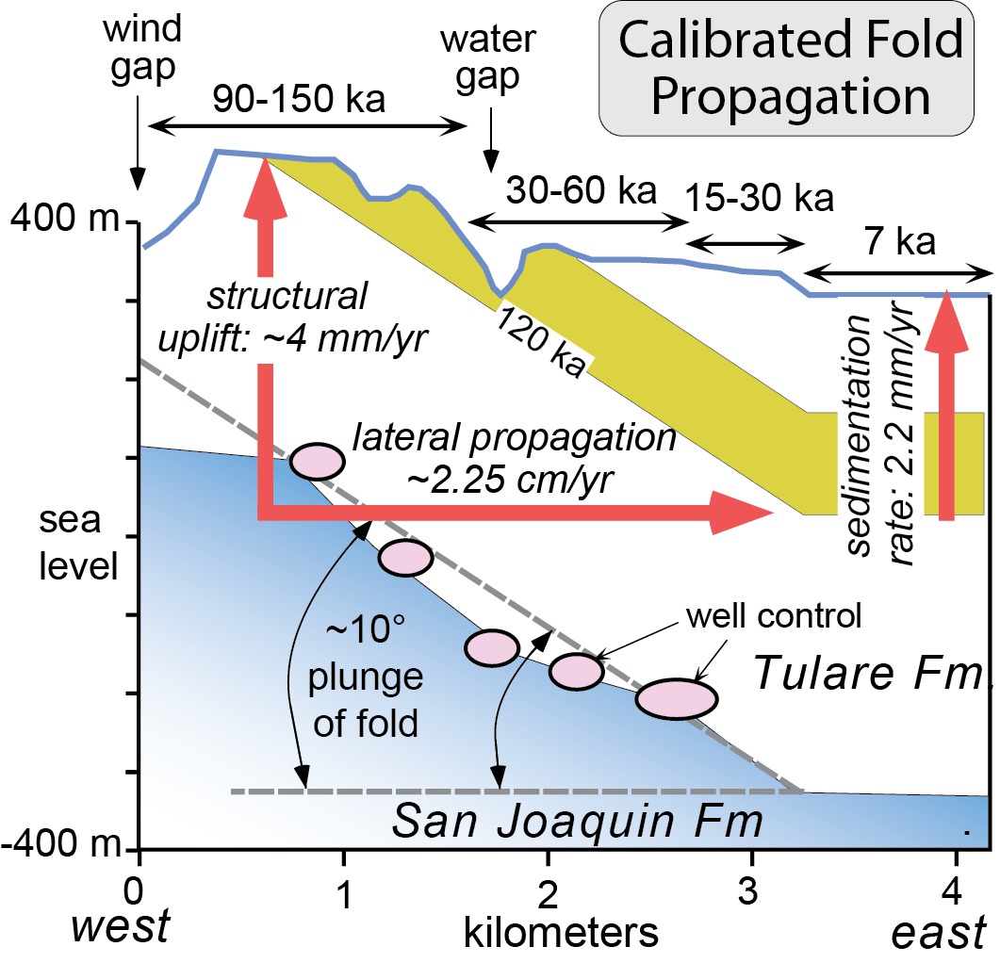 wind
gap
water
gap
Calibrated Fold
Propagation
90-150 ka
30-60 ka
15-30 ka
7 ka
400 m
structural
uplift: ~4 mm/yr
120 ka
sedimentation
rate: 2.2 mm/yr
lateral propagation
~2.25 cm/yr
sea
level
~10°
plunge
of fold
well control
Tulare Fm.
San Joaquin Fm
-400 m
0
1
2
3
4
west
kilometers
east